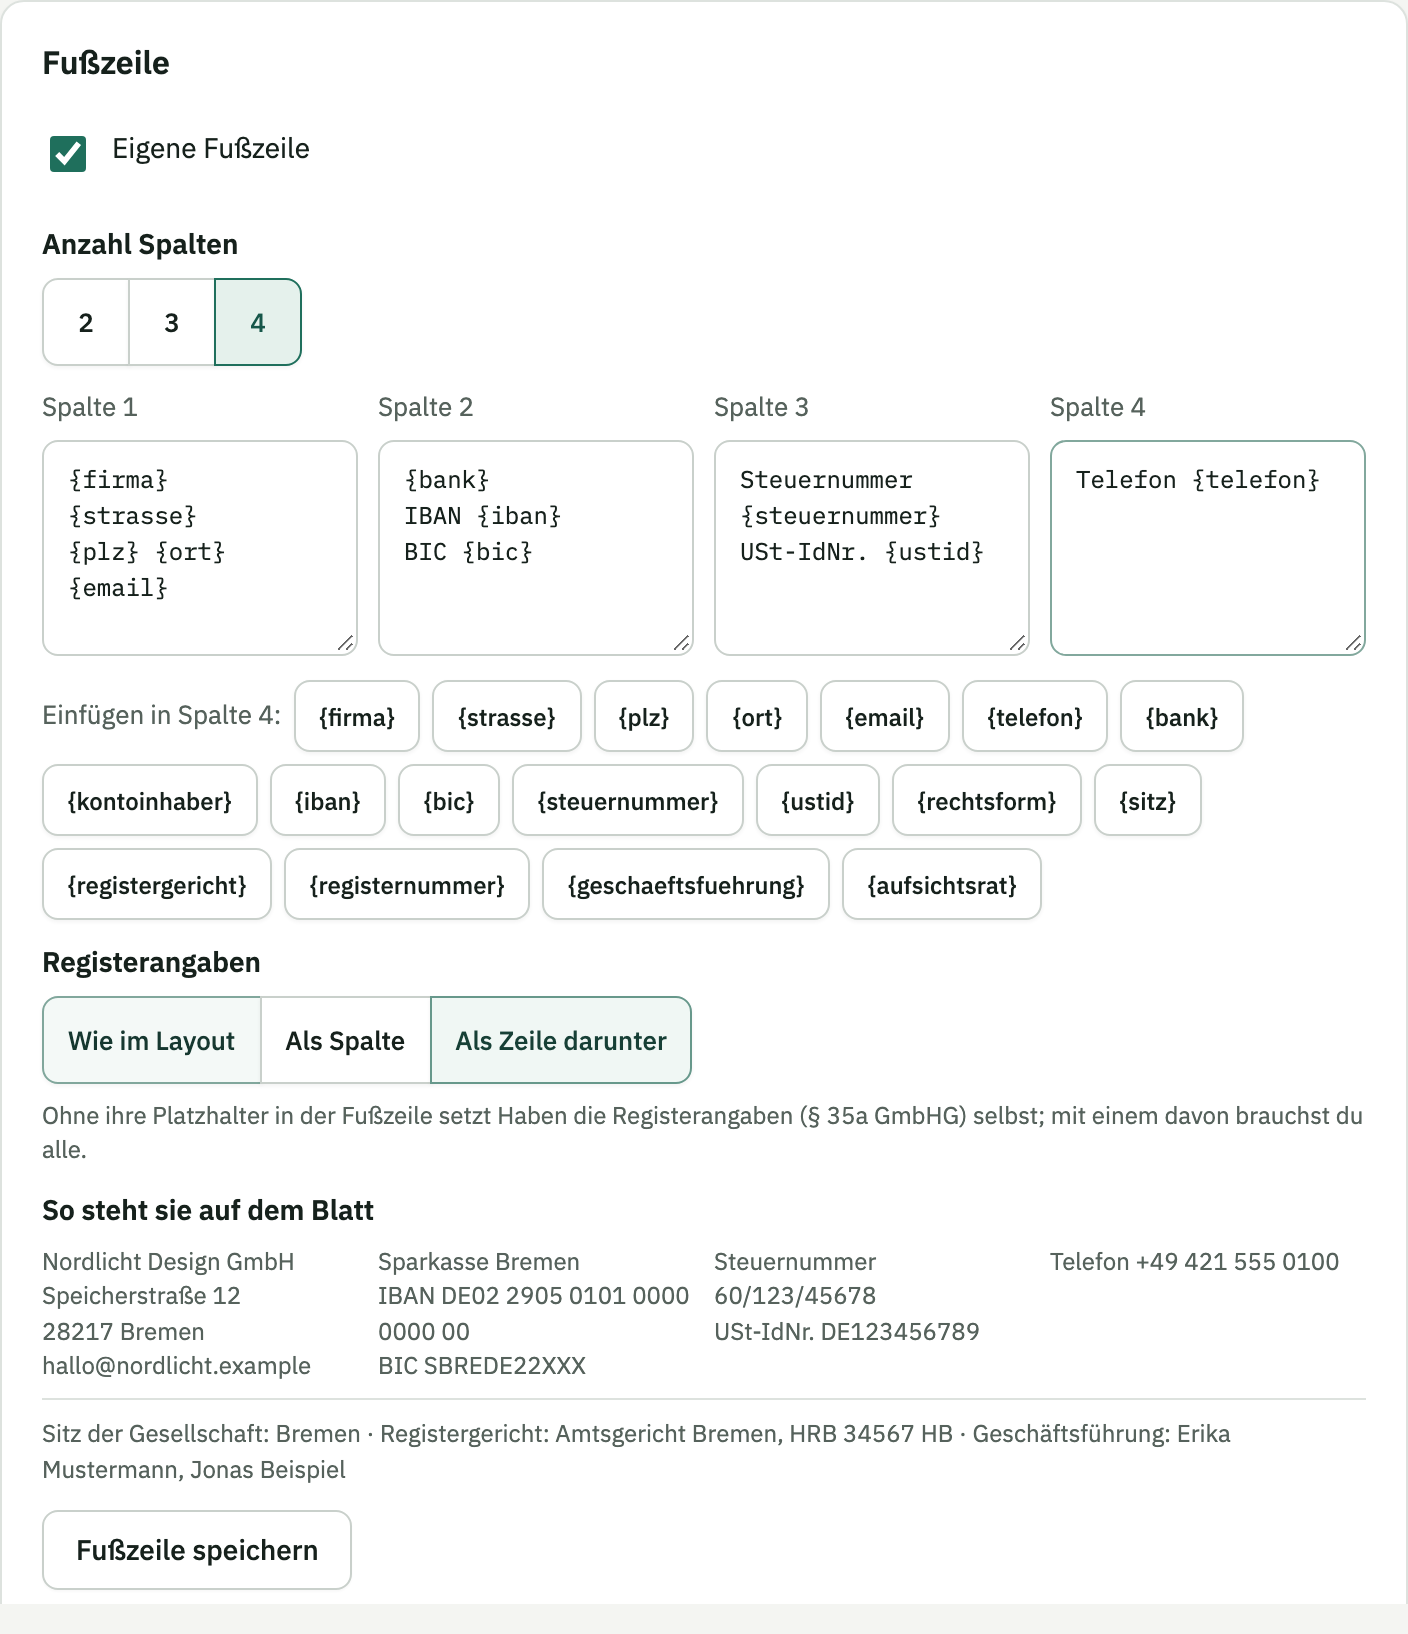 Fußzeile
Eigene Fußzeile
Anzahl Spalten
2 3 4
Spalte 1
{firma}
{strasse}
{plz} {ort}
{email}
Spalte 2
{bank}
IBAN {iban}
BIC {bic}
Spalte 3
Steuernummer
{steuernummer}
USt-IdNr. {ustid}
Spalte 4
Telefon {telefon}
Einfügen in Spalte 4: {firma} {strasse} {plz} {ort} {email} {telefon} {bank}
{kontoinhaber} {iban} {bic} {steuernummer} {ustid} {rechtsform} {sitz}
{registergericht} {registernummer} {geschaeftsfuehrung} {aufsichtsrat}
Registerangaben
Wie im Layout Als Spalte Als Zeile darunter
Ohne ihre Platzhalter in der Fußzeile setzt Haben die Registerangaben (§ 35a GmbHG) selbst; mit einem davon brauchst du
alle.
So steht sie auf dem Blatt
Nordlicht Design GmbH
Speicherstraße 12
28217 Bremen
hallo@nordlicht.example
Sparkasse Bremen
IBAN DE02 2905 0101 0000
0000 00
BIC SBREDE22XXX
Steuernummer
60/123/45678
USt-IdNr. DE123456789
Telefon +49 421 555 0100
Sitz der Gesellschaft: Bremen · Registergericht: Amtsgericht Bremen, HRB 34567 HB · Geschäftsführung: Erika
Mustermann, Jonas Beispiel
Fußzeile speichern